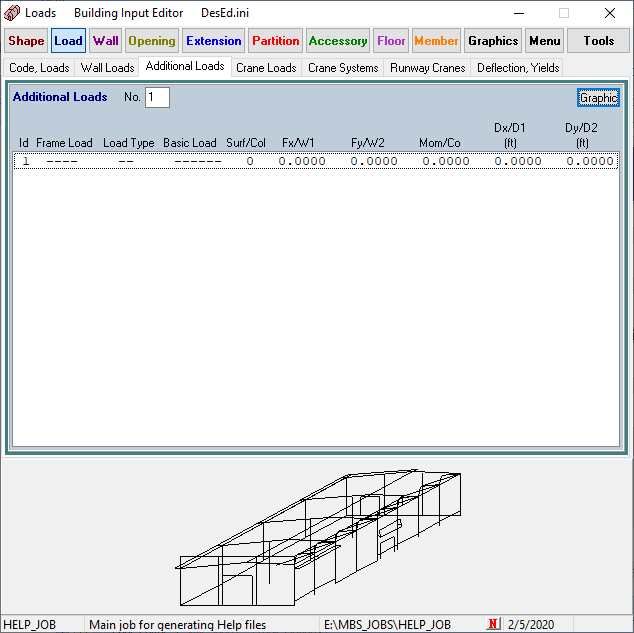 Loads Building Input Editor DesEd.ini
Shape Load Wall Opening Extension Partition Accessory Floor Member Graphics Menu Tools
Code, Loads Wall Loads Additional Loads Crane Loads Crane Systems Runway Cranes Deflection, Yields
Additional Loads No. 1 Graphic
Dx/D1 Dy/D2
Id Frame Load Load Type Basic Load Surf/Col Fx/W1 Fy/W2 Mom/Co (ft) (ft)
1 ---- -- ------ 0 0.0000 0.0000 0.0000 0.0000 0.0000
HELP_JOB Main job for generating Help files E:\MBS_JOBS\HELP_JOB N 2/5/2020